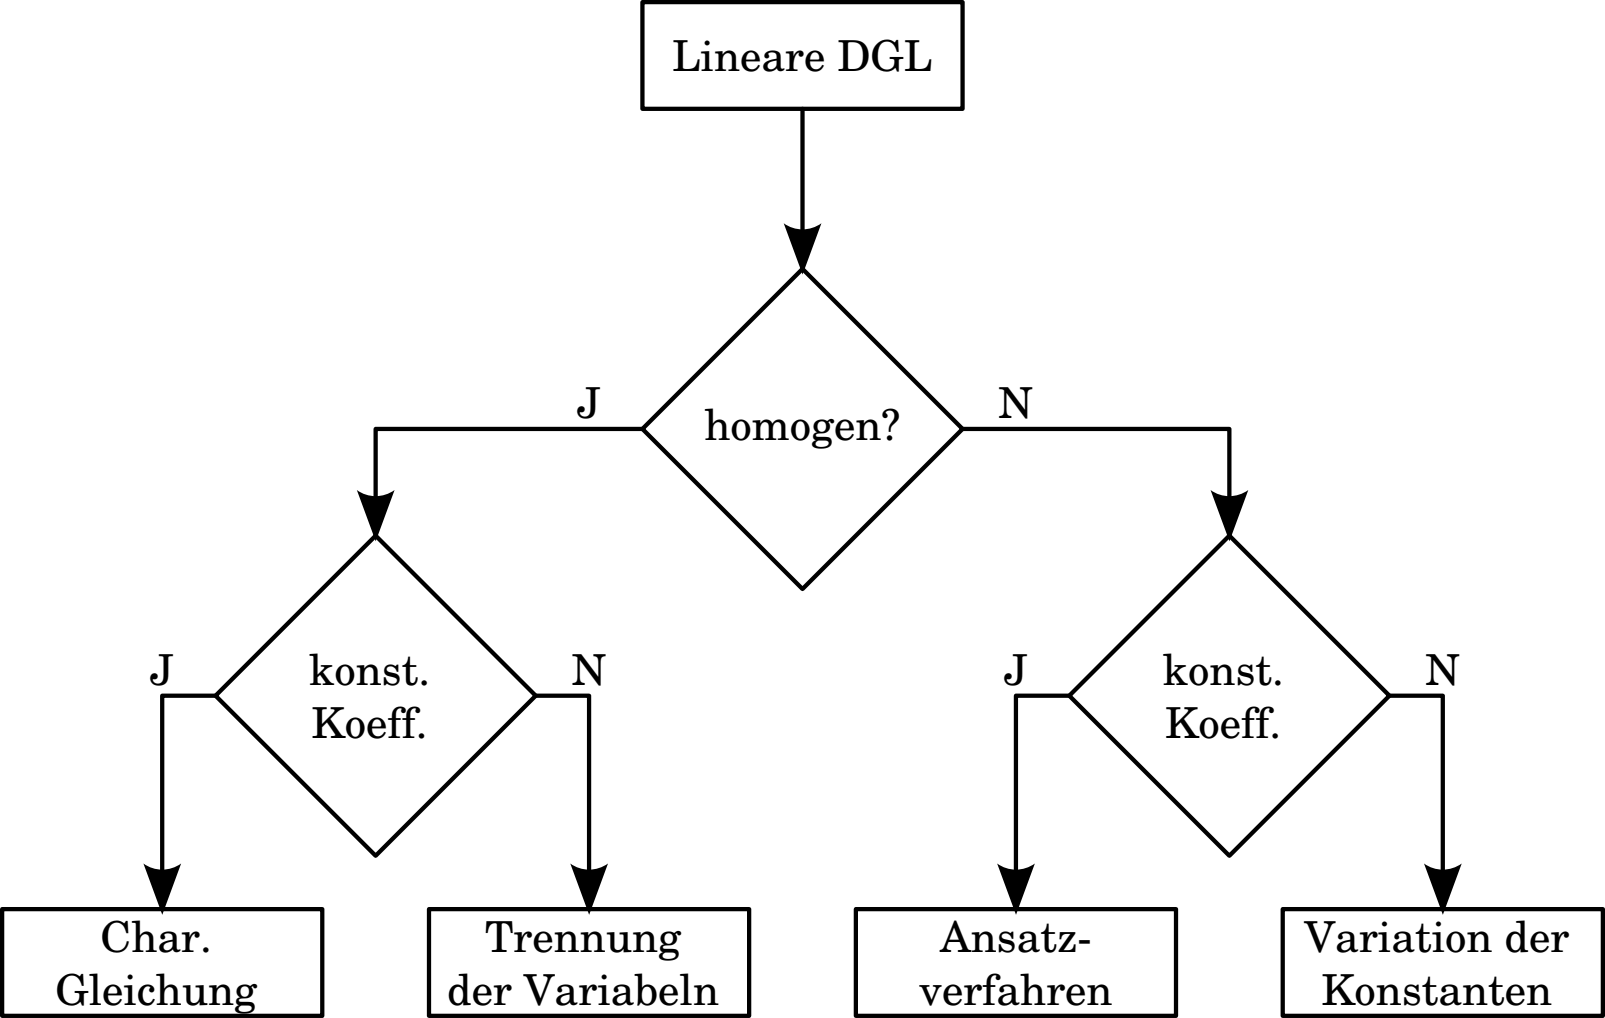 Lineare DGL
J
homogen?
N
J
konst.
Koeff.
N
J
konst.
Koeff.
N
Char.
Gleichung
Trennung
der Variabeln
Ansatz-
verfahren
Variation der
Konstanten